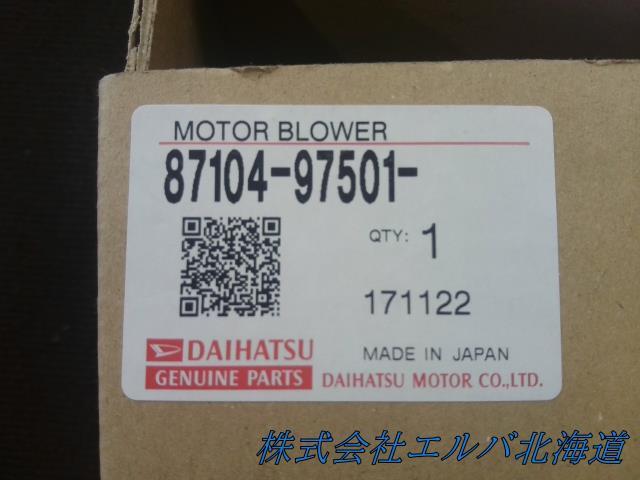 MOTOR BLOWER
87104-97501-
QTY: 1
171122
DAIHATSU
GENUINE PARTS
MADE IN JAPAN
DAIHATSU MOTOR CO.,LTD.
株式会社エルバ北海道